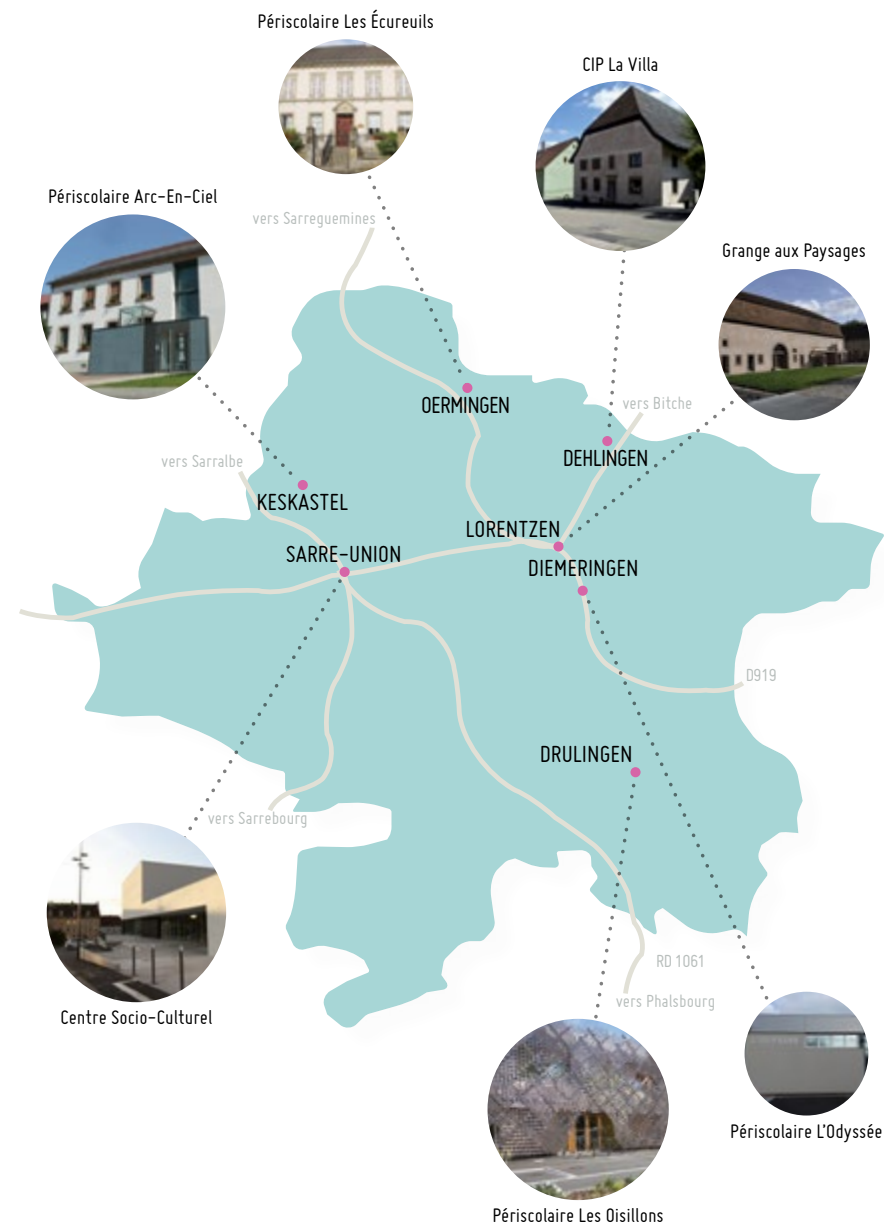 Périscolaire Les Écureuils
CIP La Villa
Périscolaire Arc-En-Ciel
vers Sarreguemines
Grange aux Paysages
OERMINGEN
vers Bitche
DEHLINGEN
vers Sarralbe
KESKASTEL
LORENTZEN
SARRE-UNION
DIEMERINGEN
D919
DRULINGEN
vers Sarrebourg
RD 1061
vers Phalsbourg
Centre Socio-Culturel
Périscolaire L'Odyssée
Périscolaire Les Oisillons